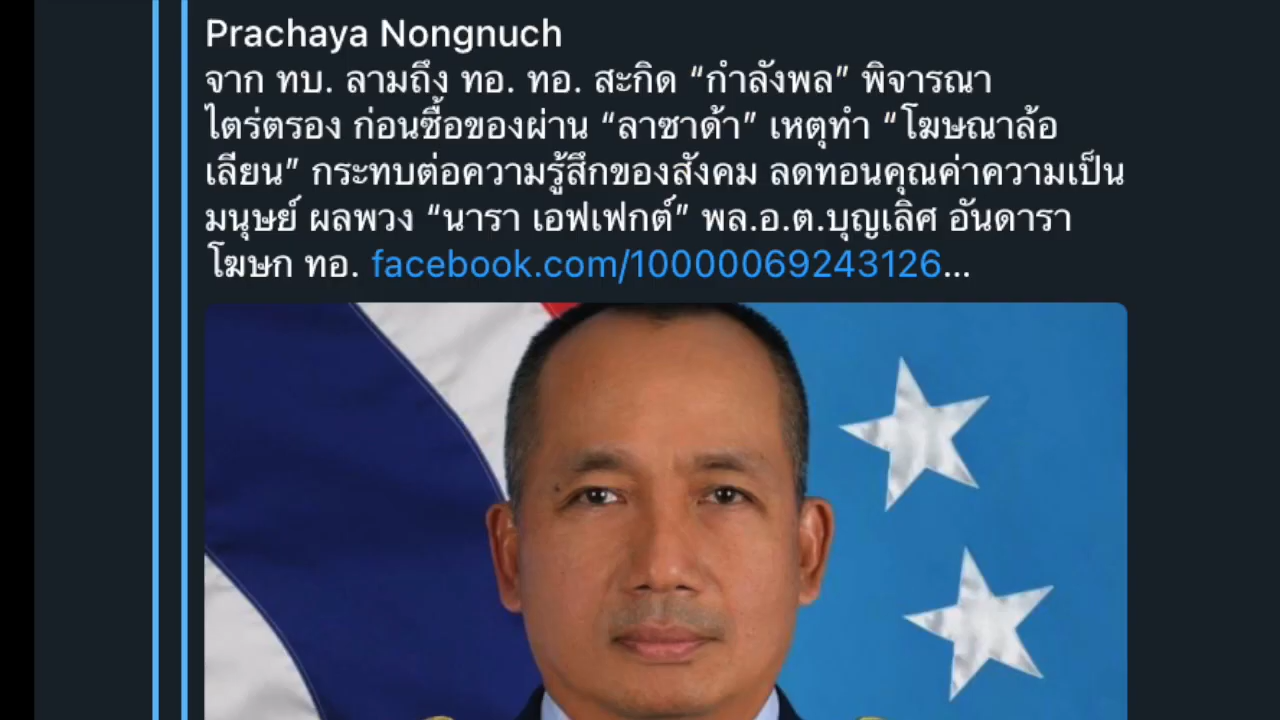 Prachaya Nongnuch
จาก ทบ. ลามถึง ทอ. ทอ. สะกิด “กำลังพล” พิจารณา
ไตร่ตรอง ก่อนซื้อของผ่าน “ลาซาด้า” เหตุทำ “โฆษณาล้อ
เลียน” กระทบต่อความรู้สึกของสังคม ลดทอนคุณค่าความเป็น
มนุษย์ ผลพวง “นารา เอฟเฟกต์” พล.อ.ต.บุญเลิศ อันดารา
โฆษก ทอ. facebook.com/10000069243126...